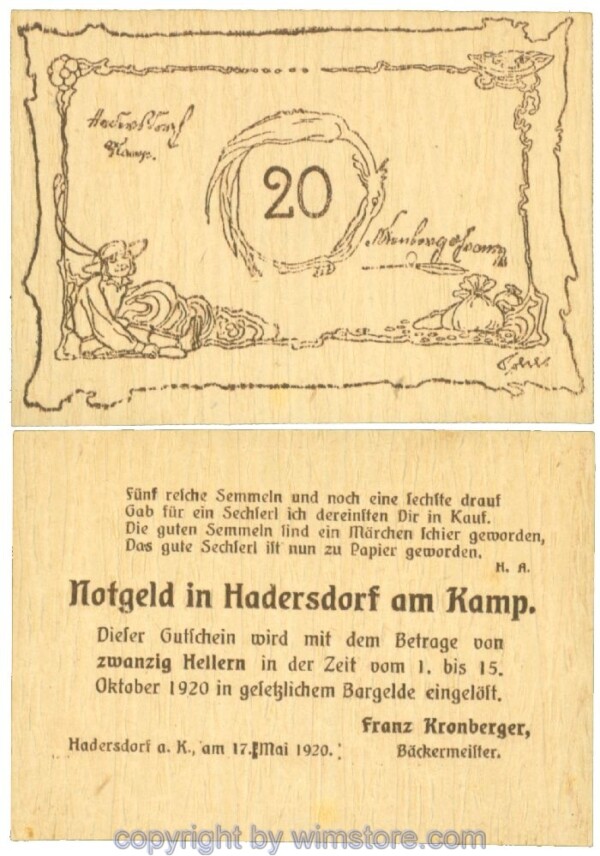 Hadersdorf
Kamp.
20
Fünf resche Semmeln und noch eine sechste drauf
Gab für ein Sechserl ich dereinsten Dir in Kauf.
Die guten Semmeln sind ein Märchen schier geworden,
Das gute Sechserl ist nun zu Papier geworden.
H. A.
Notgeld in Hadersdorf am Kamp.
Dieser Gutschein wird mit dem Betrage von
zwanzig Hellern in der Zeit vom 1. bis 15.
Oktober 1920 in gesetzlichem Bargelde eingelöst.
Franz Kronberger,
Hadersdorf a. K., am 17. Mai 1920.
Bäckermeister.
copyright by wimstore.com